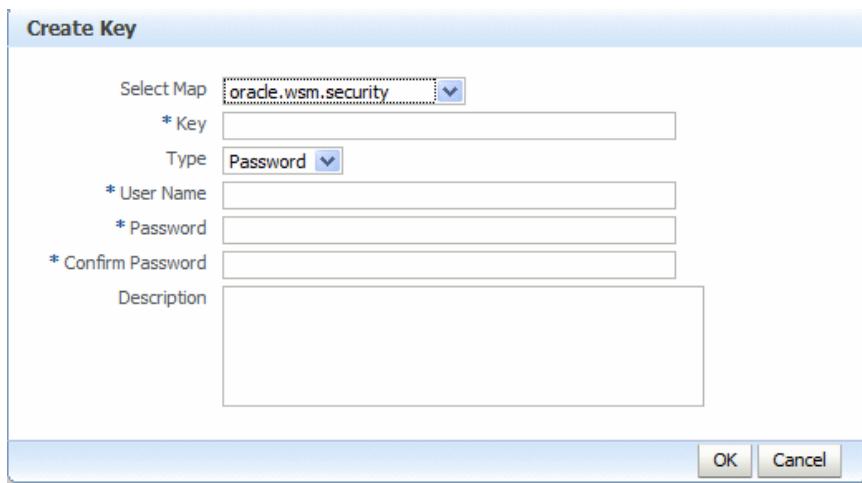 Create Key
Select Map oracle.wsm.security
* Key
Type Password
* User Name
* Password
* Confirm Password
Description
OK Cancel